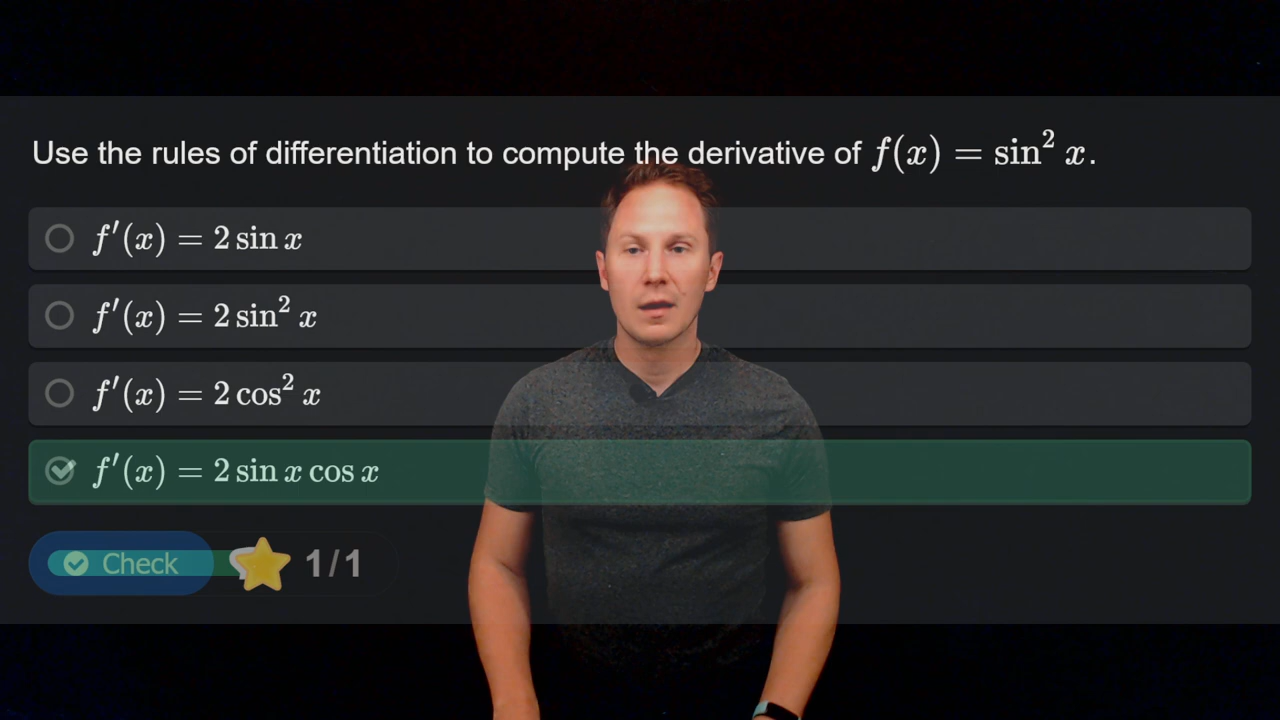 Use the rules of differentiation to compute the derivative of f(x) = sin² x.
f′(x) = 2 sin x
f′(x) = 2 sin² x
f′(x) = 2 cos² x
f′(x) = 2 sin x cos x
Check 1/1